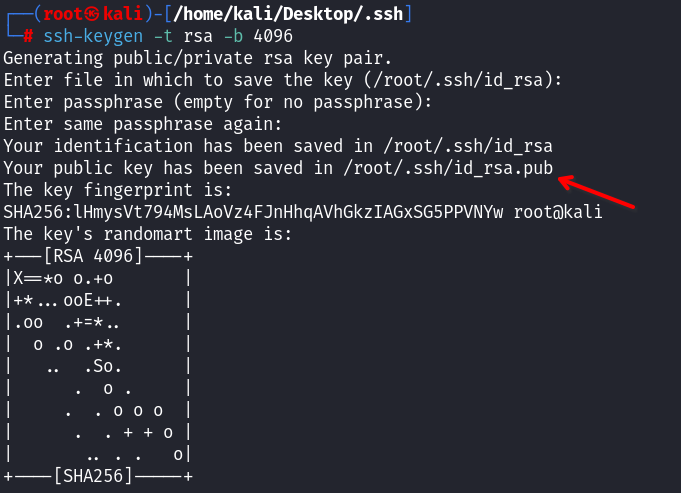 ┌──(root㉿kali)-[/home/kali/Desktop/.ssh]
└─# ssh-keygen -t rsa -b 4096
Generating public/private rsa key pair.
Enter file in which to save the key (/root/.ssh/id_rsa):
Enter passphrase (empty for no passphrase):
Enter same passphrase again:
Your identification has been saved in /root/.ssh/id_rsa
Your public key has been saved in /root/.ssh/id_rsa.pub
The key fingerprint is:
SHA256:lHmysVt794MsLAoVz4FJnHhqAVhGkzIAGxSG5PPVNYw root@kali
The key's randomart image is:
+---[RSA 4096]----+
|X==*o o.+o       |
|+*...ooE++.      |
|.oo  .+=*..      |
|  o .o .+*.      |
|   ..  .So.      |
|      .  o .     |
|     .  . o o o  |
|      .  . + + o |
|       .. . .   o|
+----[SHA256]-----+